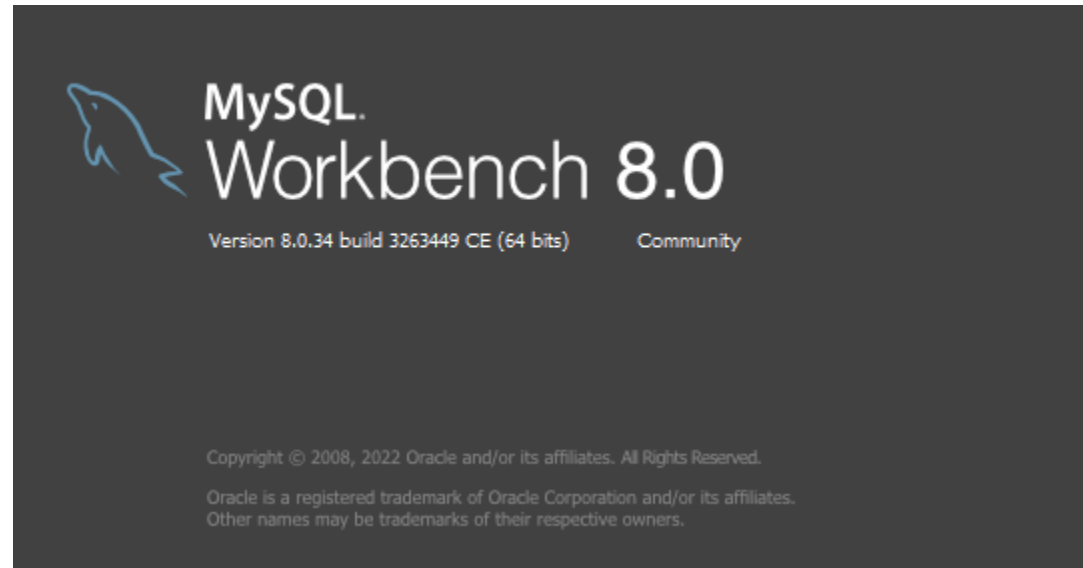 MySQL.
Workbench 8.0
Version 8.0.34 build 3263449 CE (64 bits) Community
Copyright © 2008, 2022 Oracle and/or its affiliates. All Rights Reserved.
Oracle is a registered trademark of Oracle Corporation and/or its affiliates.
Other names may be trademarks of their respective owners.